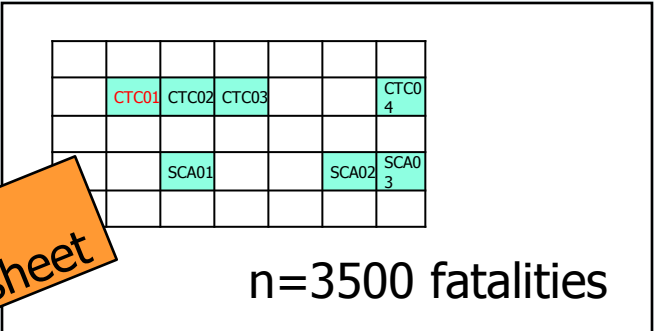 CTC01 CTC02 CTC03 CTC0
4
SCA01 SCA02 SCA0
3
heet
n=3500 fatalities